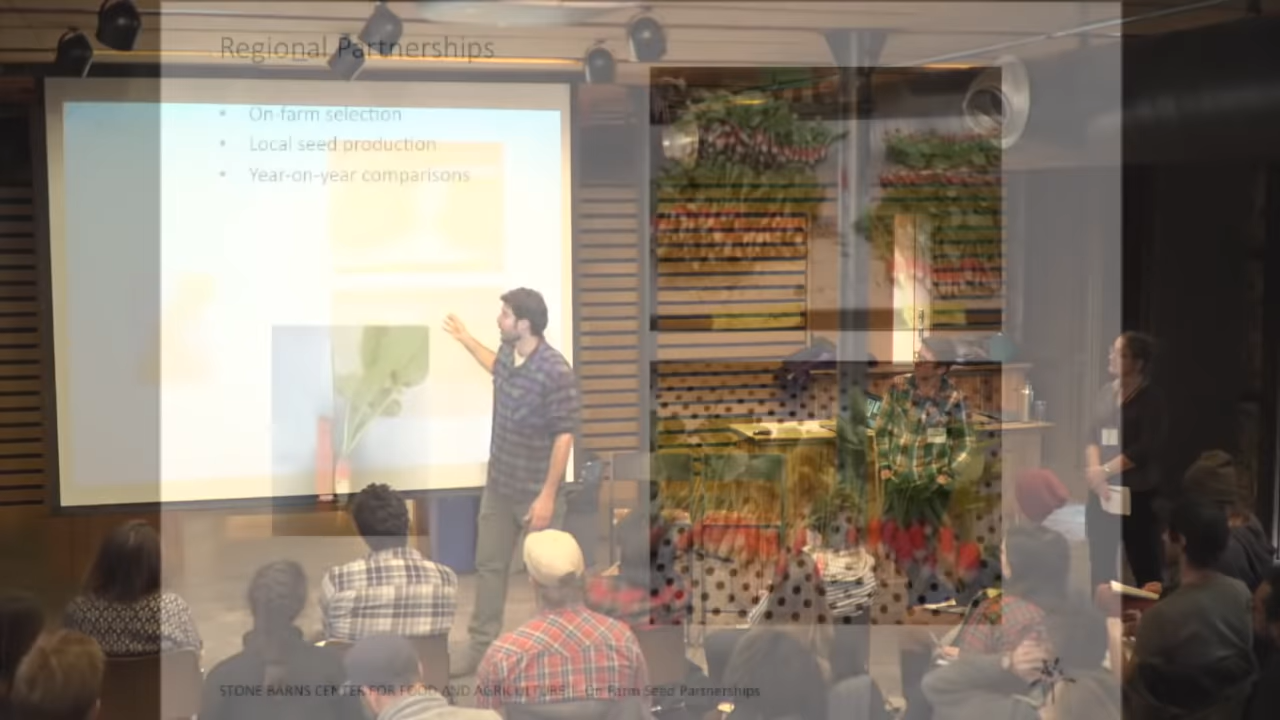 Regional Partnerships
• On-farm selection
• Local seed production
• Year-on-year comparisons
STONE BARNS CENTER FOR FOOD AND AGRICULTURE On Farm Seed Partnerships